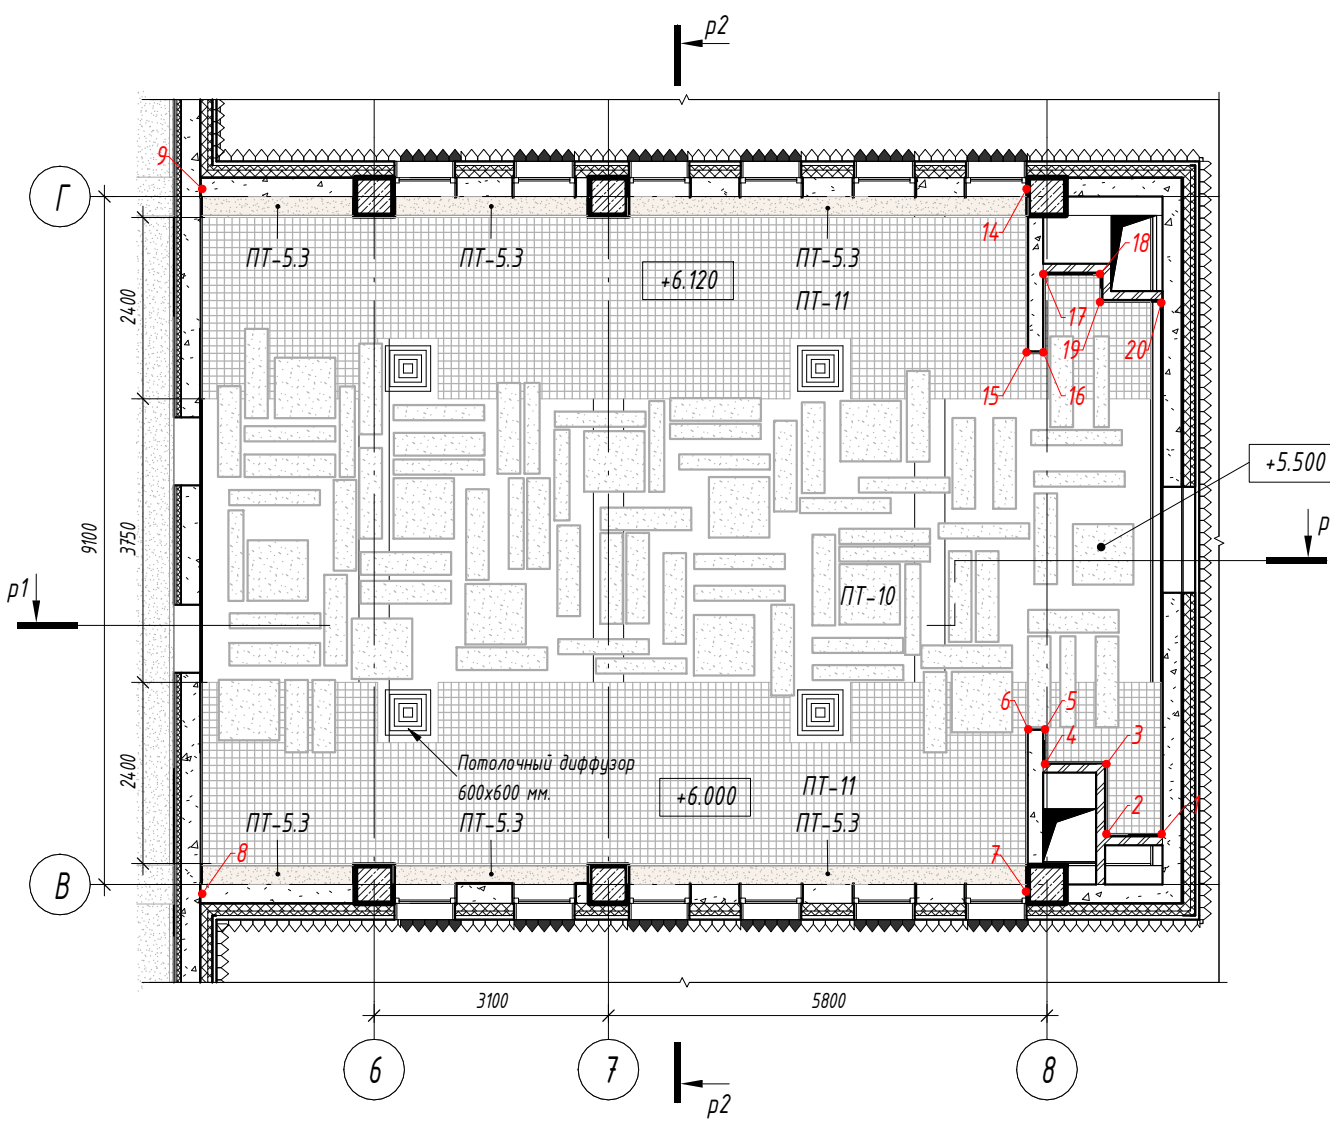 р2
9
Г
14
18
ПТ-5.3
ПТ-5.3
ПТ-5.3
+6.120
ПТ-11
17
19
20
15
16
2400
+5.500
9100
3750
р1
р
ПТ-10
6
5
4
3
Потолочный диффузор
600х600 мм.
2400
+6.000
ПТ-11
ПТ-5.3
ПТ-5.3
ПТ-5.3
2
1
8
7
В
3100
5800
6
7
8
р2